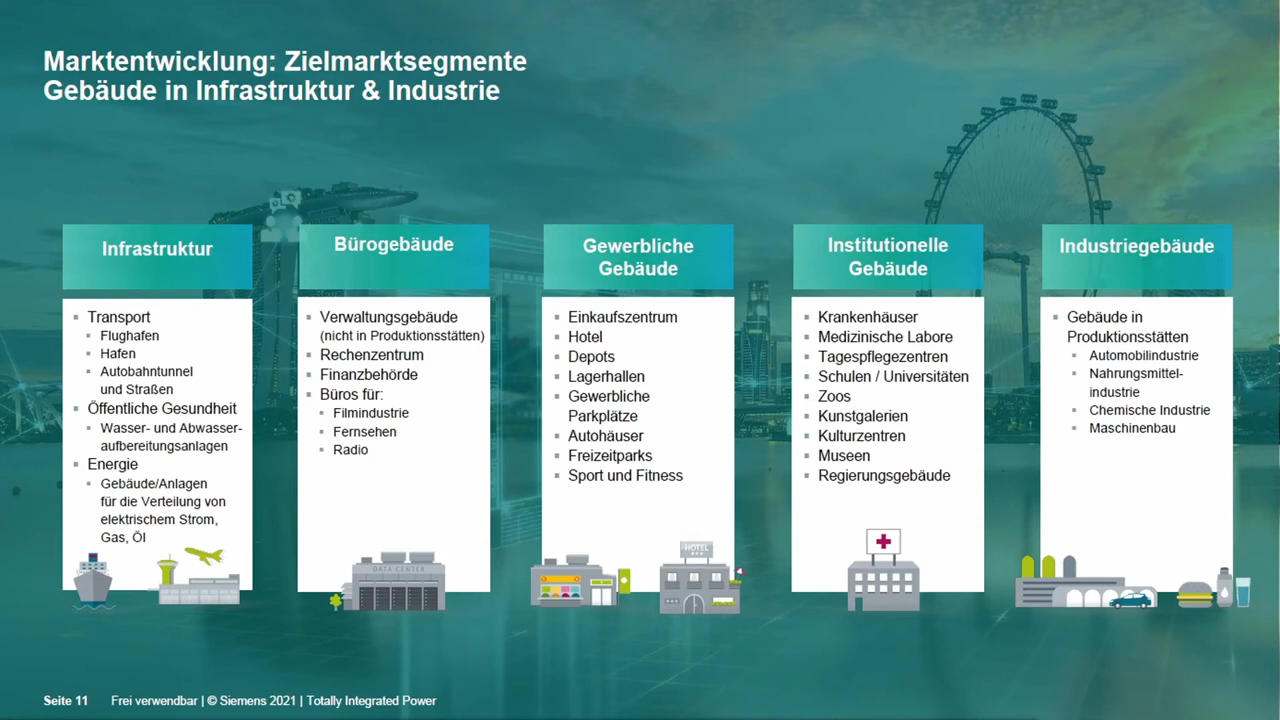 Marktentwicklung: Zielmarktsegmente
Gebäude in Infrastruktur & Industrie
Infrastruktur
Transport
Flughafen
Hafen
Autobahntunnel
und Straßen
Öffentliche Gesundheit
Wasser- und Abwasser-
aufbereitungsanlagen
Energie
Gebäude/Anlagen
für die Verteilung von
elektrischem Strom,
Gas, Öl
Bürogebäude
Verwaltungsgebäude
(nicht in Produktionsstätten)
Rechenzentrum
Finanzbehörde
Büros für:
Filmindustrie
Fernsehen
Radio
DATA CENTER
Gewerbliche
Gebäude
Einkaufszentrum
Hotel
Depots
Lagerhallen
Gewerbliche
Parkplätze
Autohäuser
Freizeitparks
Sport und Fitness
HOTEL
Institutionelle
Gebäude
Krankenhäuser
Medizinische Labore
Tagespflegezentren
Schulen / Universitäten
Zoos
Kunstgalerien
Kulturzentren
Museen
Regierungsgebäude
Industriegebäude
Gebäude in
Produktionsstätten
Automobilindustrie
Nahrungsmittel-
industrie
Chemische Industrie
Maschinenbau
Seite 11 Frei verwendbar | © Siemens 2021 | Totally Integrated Power